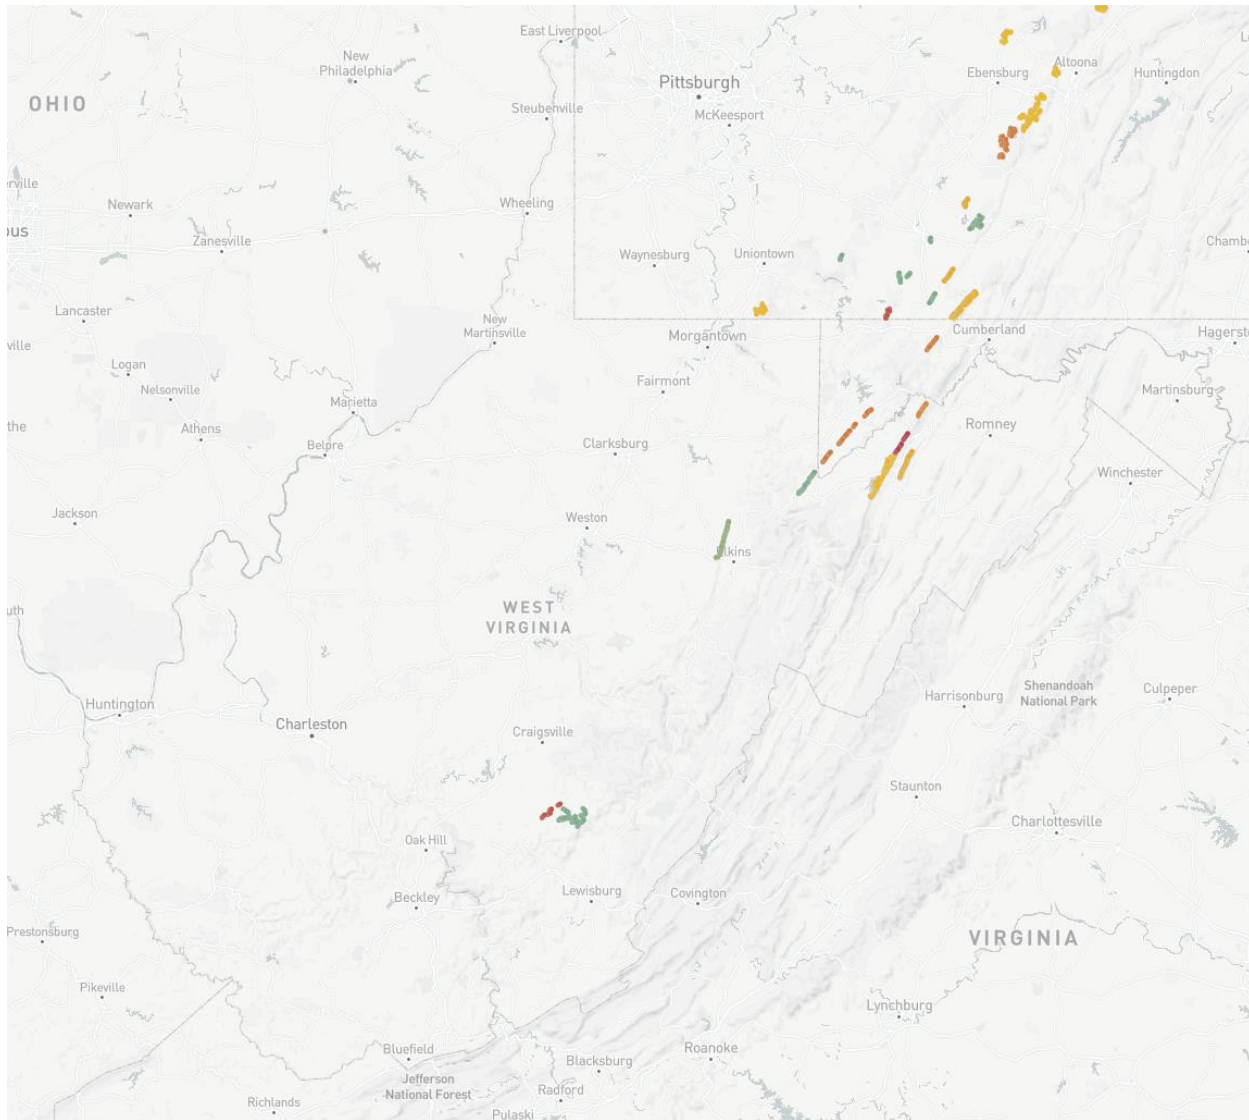 East Liverpool
New
Philadelphia
Pittsburgh
Ebensburg
Altoona
Huntingdon
OHIO
Steubenville
McKeesport
Newark
Wheeling
Zanesville
Waynesburg
Uniontown
Lancaster
New
Martinsville
Morgantown
Cumberland
Logan
Nelsonville
Fairmont
Martinsburg
Marietta
Athens
Belpre
Clarksburg
Romney
Winchester
Jackson
Weston
Elkins
WEST
VIRGINIA
Huntington
Charleston
Craigsville
Harrisonburg
Shenandoah
National Park
Culpeper
Staunton
Charlottesville
Oak Hill
Beckley
Lewisburg
Covington
Prestonsburg
VIRGINIA
Pikeville
Lynchburg
Bluefield
Blacksburg
Roanoke
Jefferson
National Forest
Radford
Richlands
Pulaski